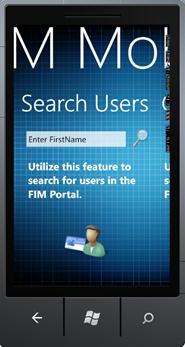 M Mo
Search Users
Enter FirstName
Utilize this feature to
search for users in the
FIM Portal.